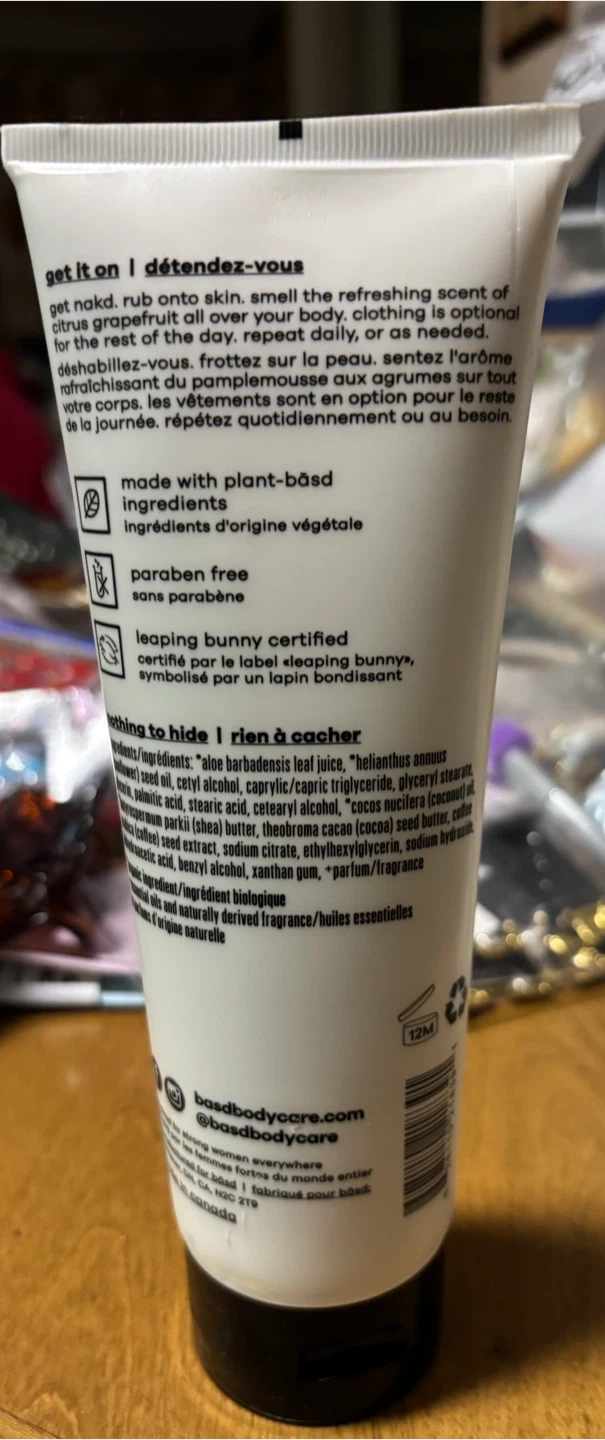 get it on | détendez-vous
get nakd. rub onto skin. smell the refreshing scent of
citrus grapefruit all over your body. clothing is optional
for the rest of the day. repeat daily, or as needed.
déshabillez-vous. frottez sur la peau. sentez l'arôme
rafraîchissant du pamplemousse aux agrumes sur tout
votre corps. les vêtements sont en option pour le reste
de la journée. répétez quotidiennement ou au besoin.
made with plant-bāsd
ingredients
ingrédients d'origine végétale
paraben free
sans parabène
leaping bunny certified
certifié par le label «leaping bunny»,
symbolisé par un lapin bondissant
to hide | rien à cacher
*aloe barbadensis leaf juice, *helianthus annuus
seed oil, cetyl alcohol, caprylic/capric triglyceride, glyceryl stearate,
palmitic acid, stearic acid, cetearyl alcohol, *cocos nucifera (coconut) oil,
parkii (shea) butter, theobroma cacao (cocoa) seed butter, coffea
(coffee) seed extract, sodium citrate, ethylhexylglycerin, sodium hydroxide,
acid, benzyl alcohol, xanthan gum, +parfum/fragrance
ingredient/ingrédient biologique
oils and naturally derived fragrance/huiles essentielles
d'origine naturelle
12M
basdbodycare.com
@basdbodycare
by strong women everywhere
les femmes fortes du monde entier
for bāsd | fabriqué pour bāsd:
ON, CA, N2C 2T9
in canada